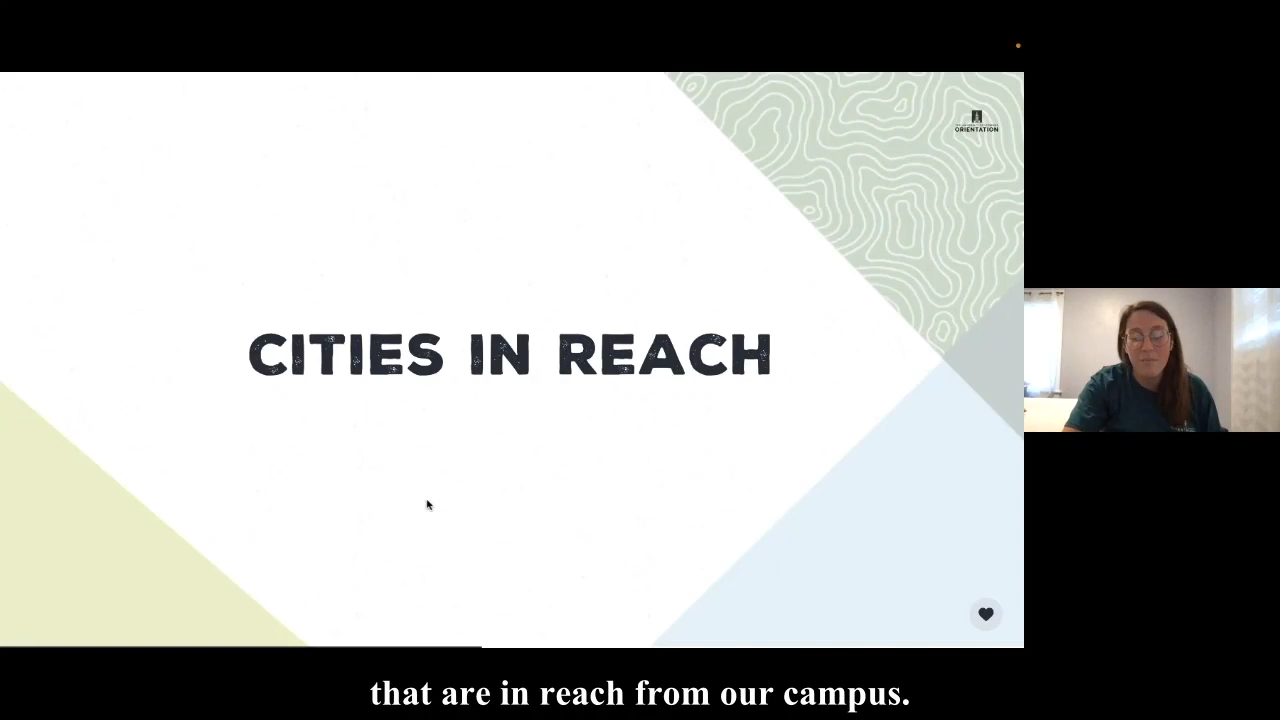 ORIENTATION
CITIES IN REACH
that are in reach from our campus.